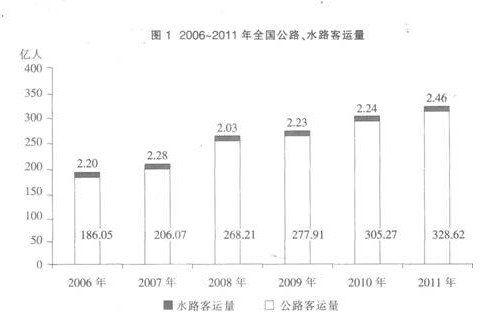 图 1 2006~2011 年全国公路、水路客运量
亿人
400
350
300
250
200
150
100
50
0
2.20
2.28
2.03
2.23
2.24
2.46
186.05
206.07
268.21
277.91
305.27
328.62
2006 年
2007 年
2008 年
2009 年
2010 年
2011 年
水路客运量
公路客运量